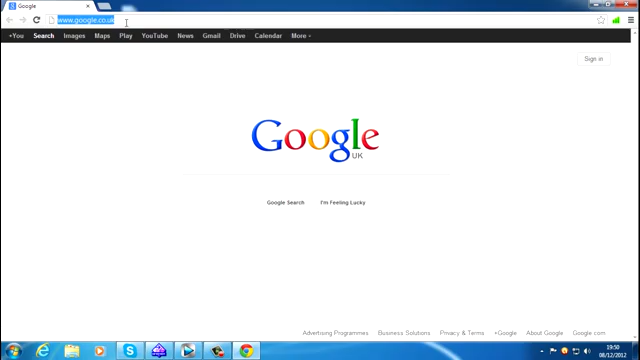 Google
www.google.co.uk
+You Search Images Maps Play YouTube News Gmail Drive Calendar More
Sign in
Google
UK
Google Search I'm Feeling Lucky
Advertising Programmes Business Solutions Privacy & Terms +Google About Google Google.com
19:50
08/12/2012